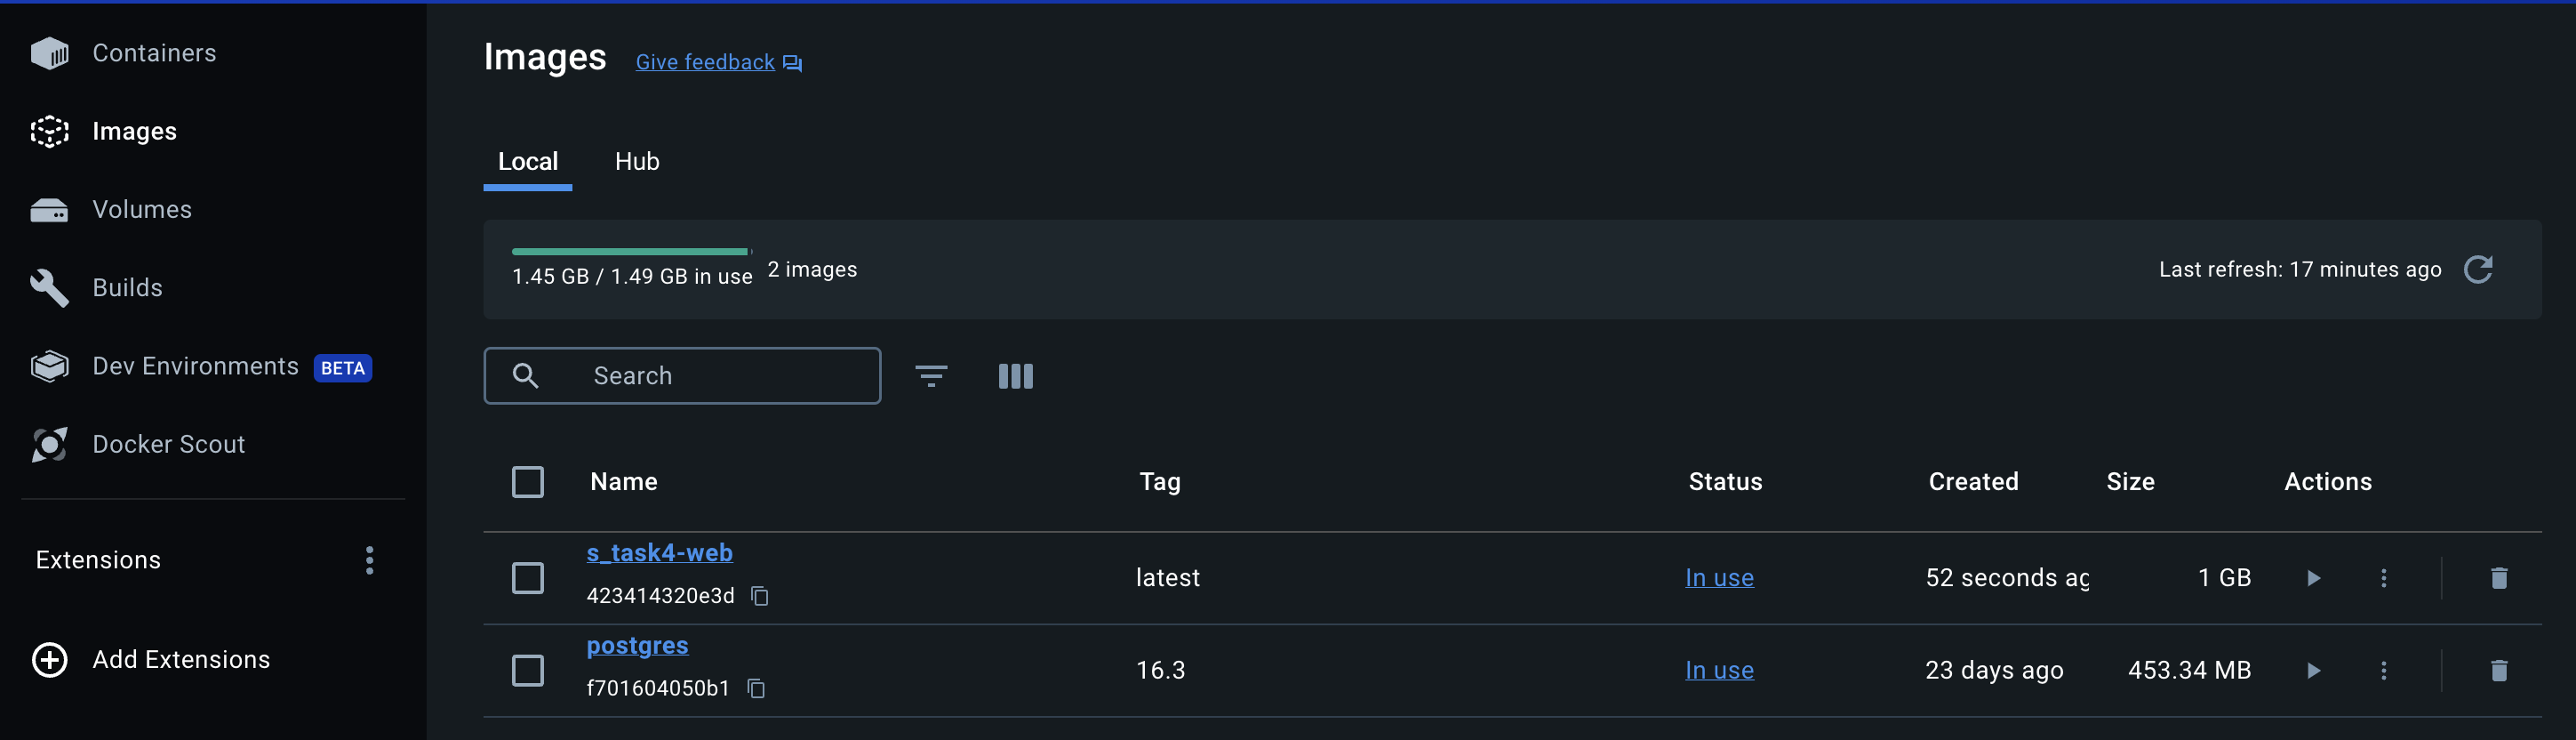 Containers
Images
Volumes
Builds
Dev Environments BETA
Docker Scout
Extensions
Add Extensions
Images Give feedback
Local Hub
1.45 GB / 1.49 GB in use 2 images Last refresh: 17 minutes ago
Search
Name Tag Status Created Size Actions
s_task4-web
423414320e3d
latest In use 52 seconds ag 1 GB
postgres
f701604050b1
16.3 In use 23 days ago 453.34 MB